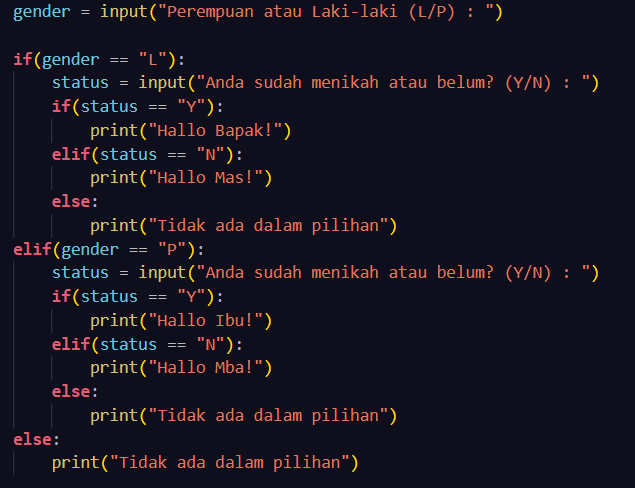 gender = input("Perempuan atau Laki-laki (L/P) : ")

if(gender == "L"):
    status = input("Anda sudah menikah atau belum? (Y/N) : ")
    if(status == "Y"):
        print("Hallo Bapak!")
    elif(status == "N"):
        print("Hallo Mas!")
    else:
        print("Tidak ada dalam pilihan")
elif(gender == "P"):
    status = input("Anda sudah menikah atau belum? (Y/N) : ")
    if(status == "Y"):
        print("Hallo Ibu!")
    elif(status == "N"):
        print("Hallo Mba!")
    else:
        print("Tidak ada dalam pilihan")
else:
    print("Tidak ada dalam pilihan")